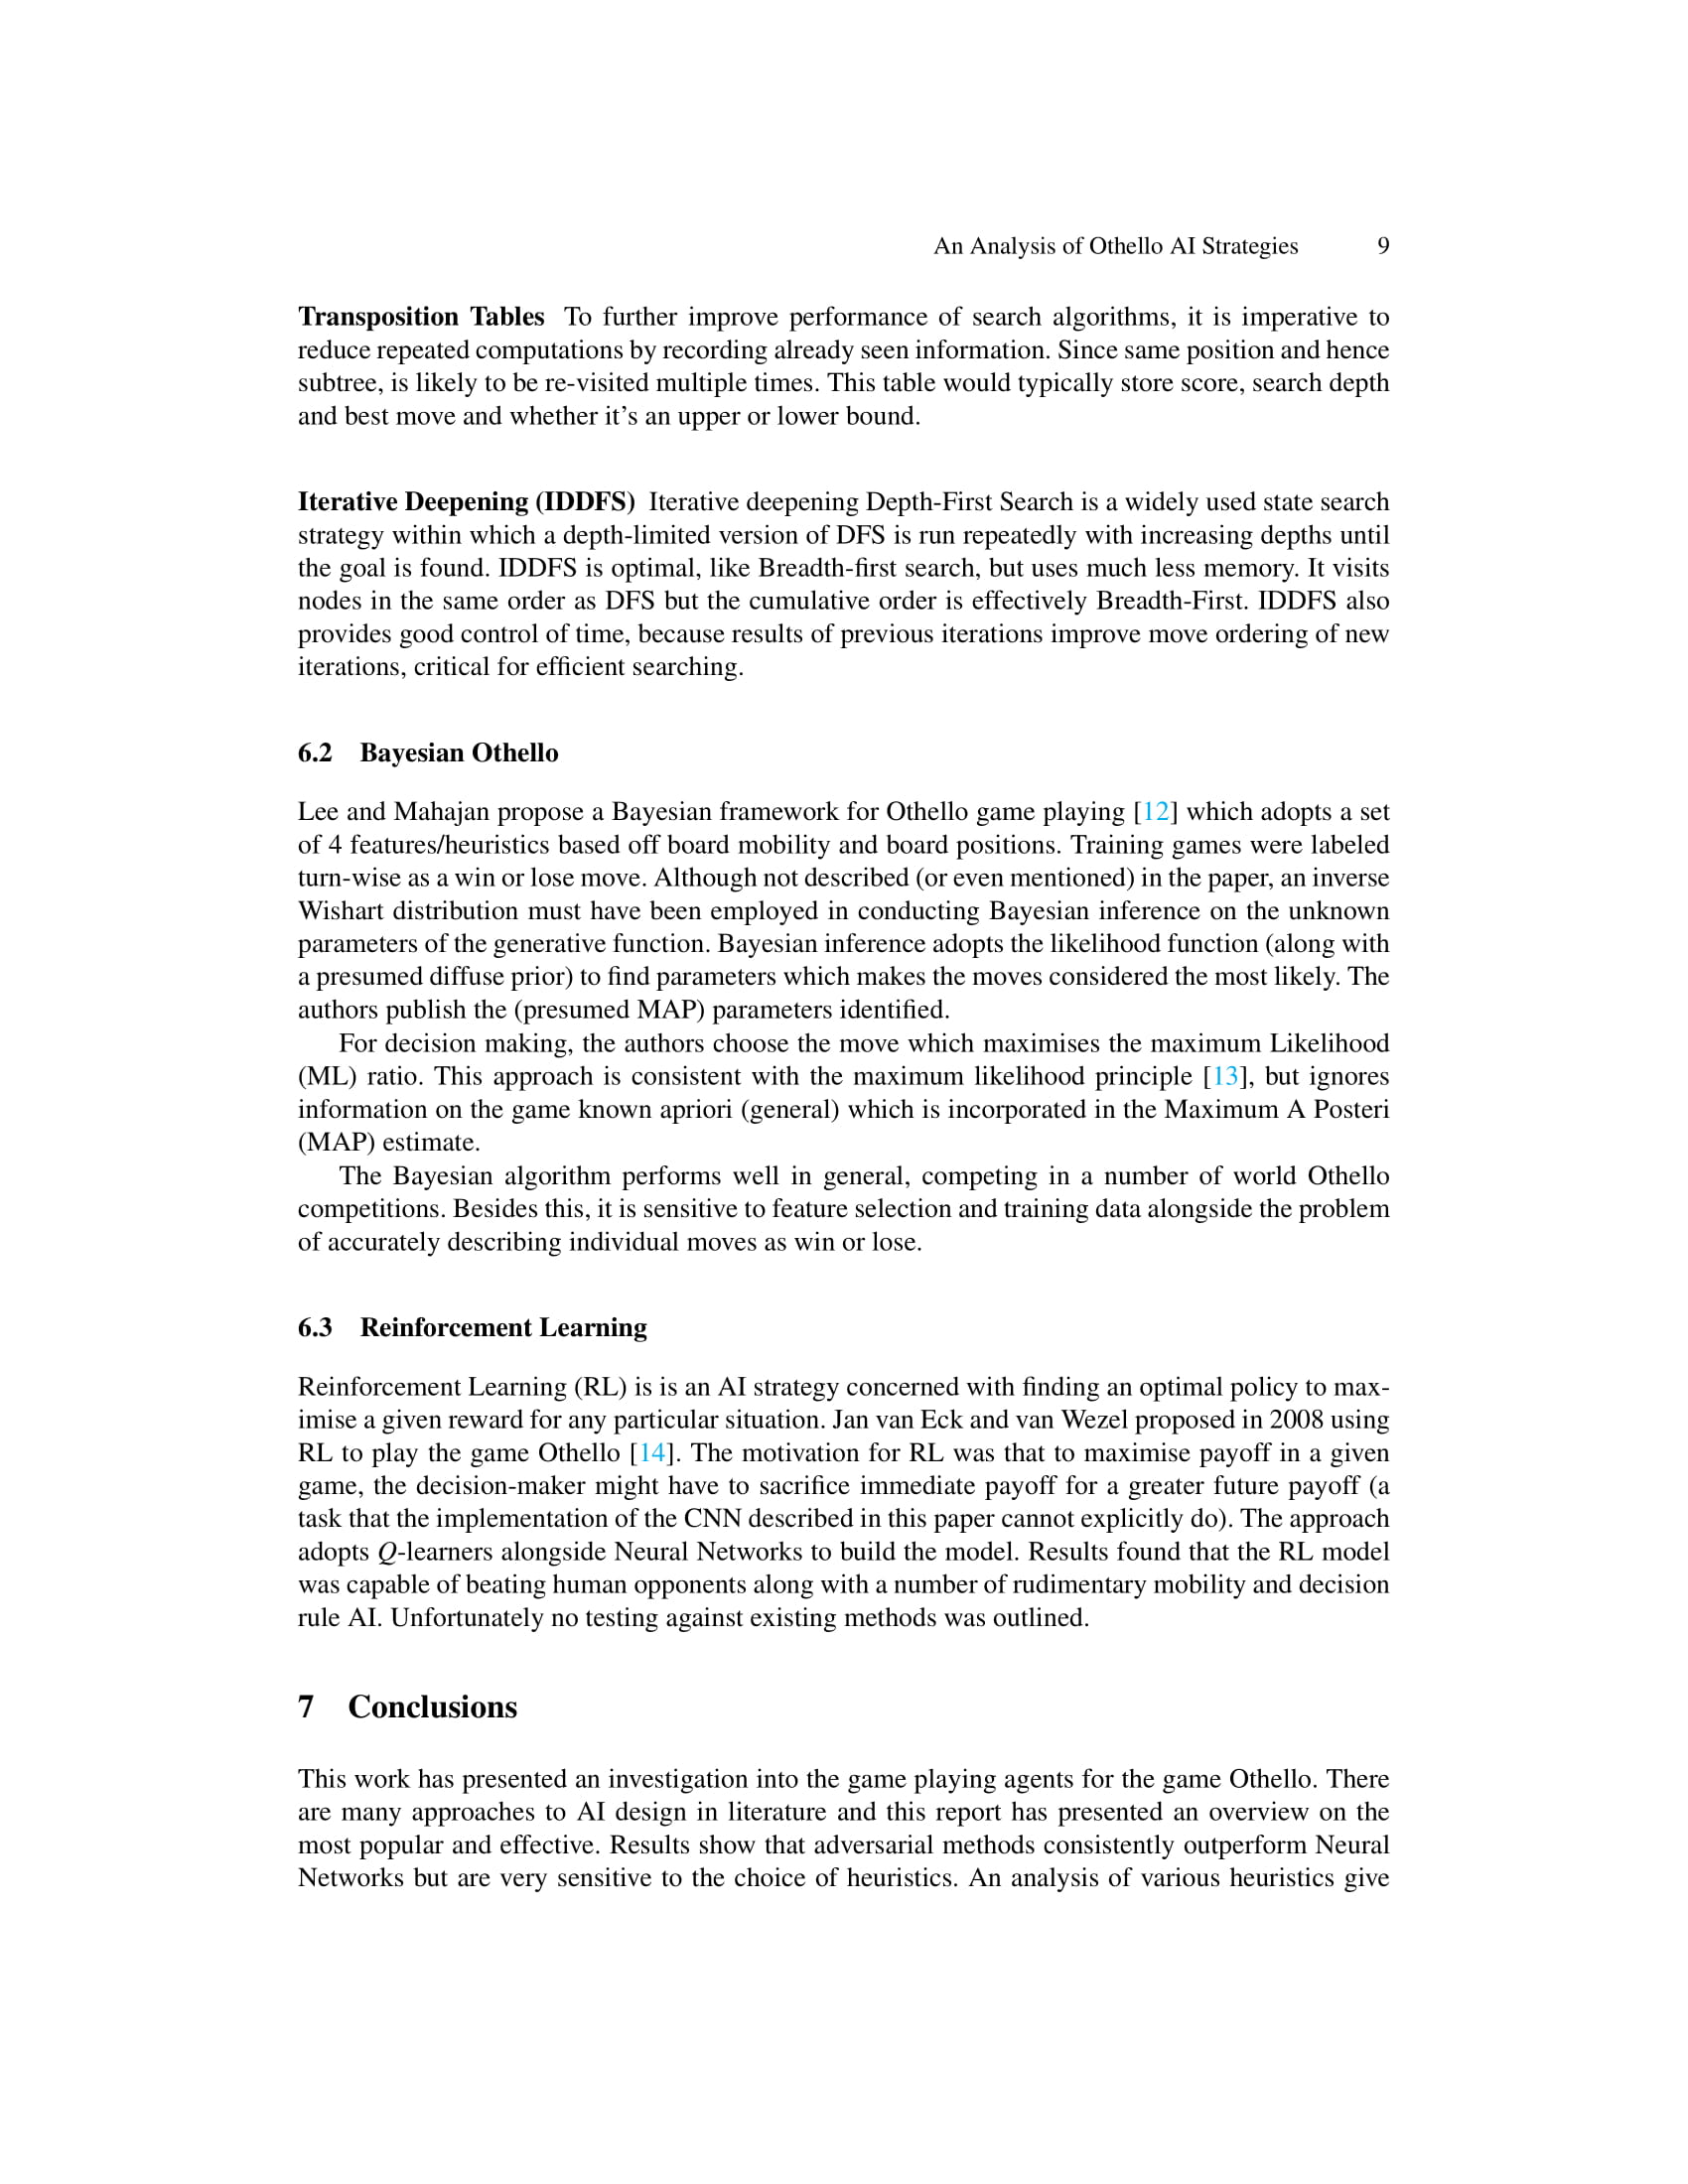 An Analysis of Othello AI Strategies 9
Transposition Tables To further improve performance of search algorithms, it is imperative to
reduce repeated computations by recording already seen information. Since same position and hence
subtree, is likely to be re-visited multiple times. This table would typically store score, search depth
and best move and whether it's an upper or lower bound.
Iterative Deepening (IDDFS) Iterative deepening Depth-First Search is a widely used state search
strategy within which a depth-limited version of DFS is run repeatedly with increasing depths until
the goal is found. IDDFS is optimal, like Breadth-first search, but uses much less memory. It visits
nodes in the same order as DFS but the cumulative order is effectively Breadth-First. IDDFS also
provides good control of time, because results of previous iterations improve move ordering of new
iterations, critical for efficient searching.
6.2 Bayesian Othello
Lee and Mahajan propose a Bayesian framework for Othello game playing [12] which adopts a set
of 4 features/heuristics based off board mobility and board positions. Training games were labeled
turn-wise as a win or lose move. Although not described (or even mentioned) in the paper, an inverse
Wishart distribution must have been employed in conducting Bayesian inference on the unknown
parameters of the generative function. Bayesian inference adopts the likelihood function (along with
a presumed diffuse prior) to find parameters which makes the moves considered the most likely. The
authors publish the (presumed MAP) parameters identified.
For decision making, the authors choose the move which maximises the maximum Likelihood
(ML) ratio. This approach is consistent with the maximum likelihood principle [13], but ignores
information on the game known apriori (general) which is incorporated in the Maximum A Posteri
(MAP) estimate.
The Bayesian algorithm performs well in general, competing in a number of world Othello
competitions. Besides this, it is sensitive to feature selection and training data alongside the problem
of accurately describing individual moves as win or lose.
6.3 Reinforcement Learning
Reinforcement Learning (RL) is is an AI strategy concerned with finding an optimal policy to max-
imise a given reward for any particular situation. Jan van Eck and van Wezel proposed in 2008 using
RL to play the game Othello [14]. The motivation for RL was that to maximise payoff in a given
game, the decision-maker might have to sacrifice immediate payoff for a greater future payoff (a
task that the implementation of the CNN described in this paper cannot explicitly do). The approach
adopts Q-learners alongside Neural Networks to build the model. Results found that the RL model
was capable of beating human opponents along with a number of rudimentary mobility and decision
rule AI. Unfortunately no testing against existing methods was outlined.
7 Conclusions
This work has presented an investigation into the game playing agents for the game Othello. There
are many approaches to AI design in literature and this report has presented an overview on the
most popular and effective. Results show that adversarial methods consistently outperform Neural
Networks but are very sensitive to the choice of heuristics. An analysis of various heuristics give